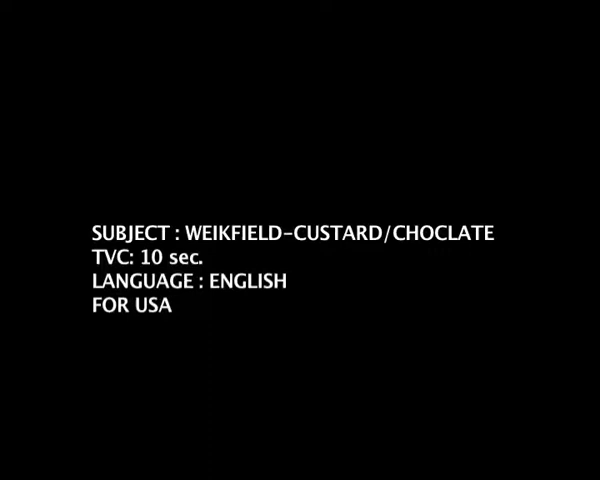 SUBJECT : WEIKFIELD-CUSTARD/CHOCLATE
TVC: 10 sec.
LANGUAGE : ENGLISH
FOR USA